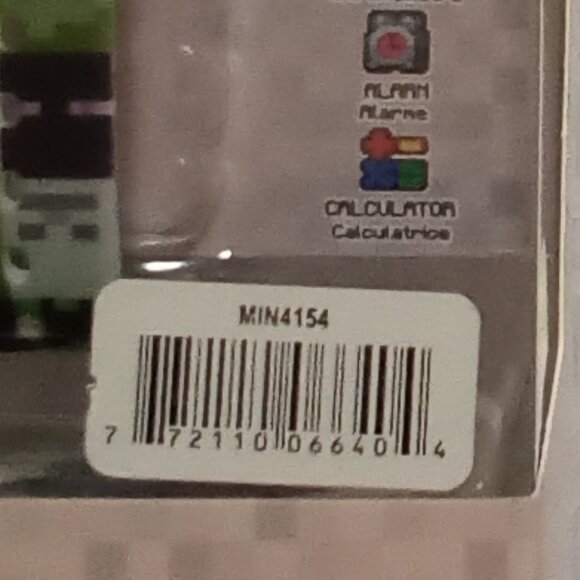 ALARM
Alarme
CALCULATOR
Calculatrice
MIN4154
7 72110 06640 4